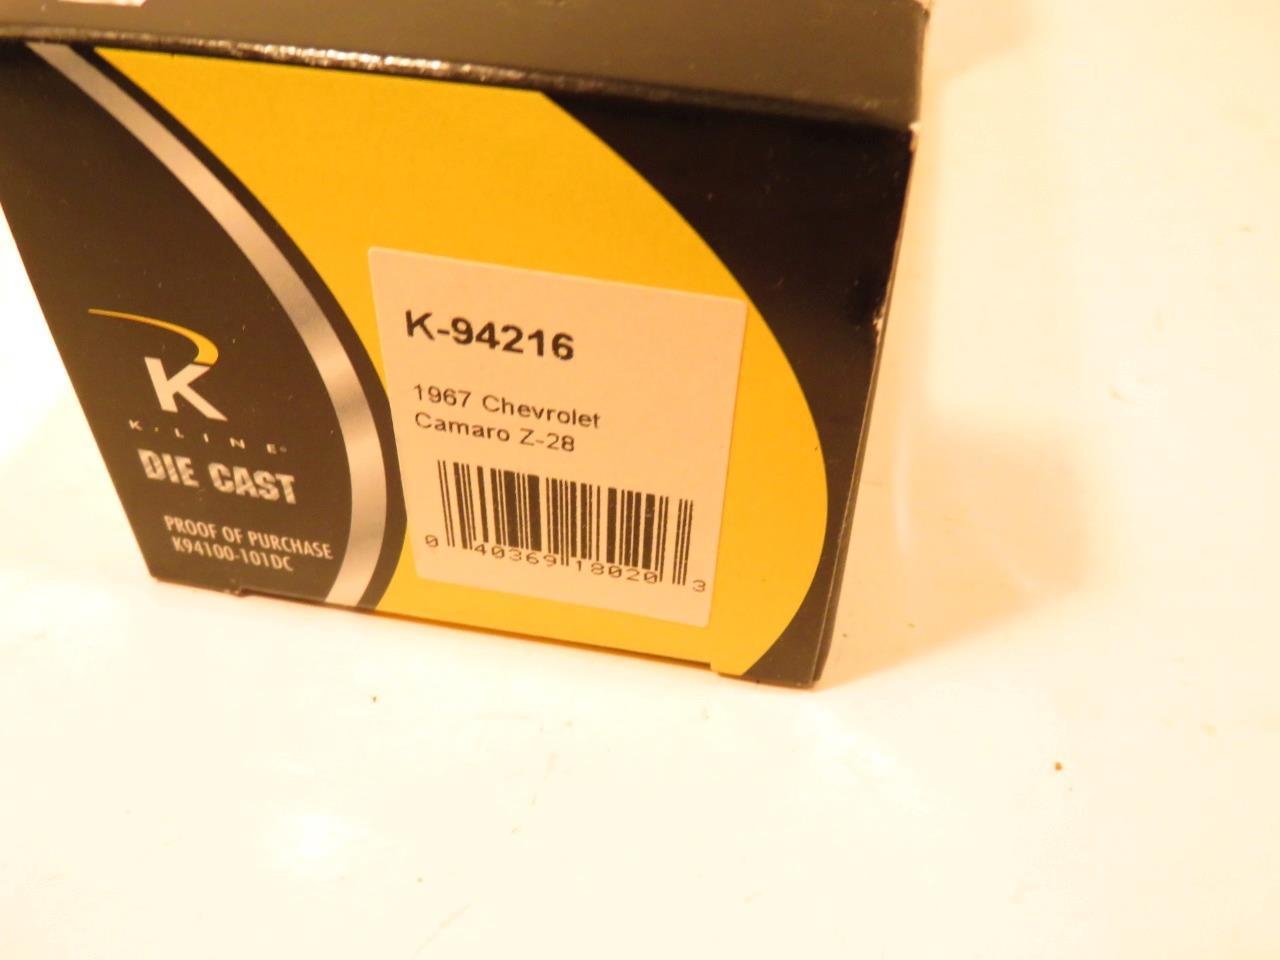 K
K·LINE®
DIE CAST
PROOF OF PURCHASE
K94100-101DC
K-94216
1967 Chevrolet
Camaro Z-28
0 40369 18020 3